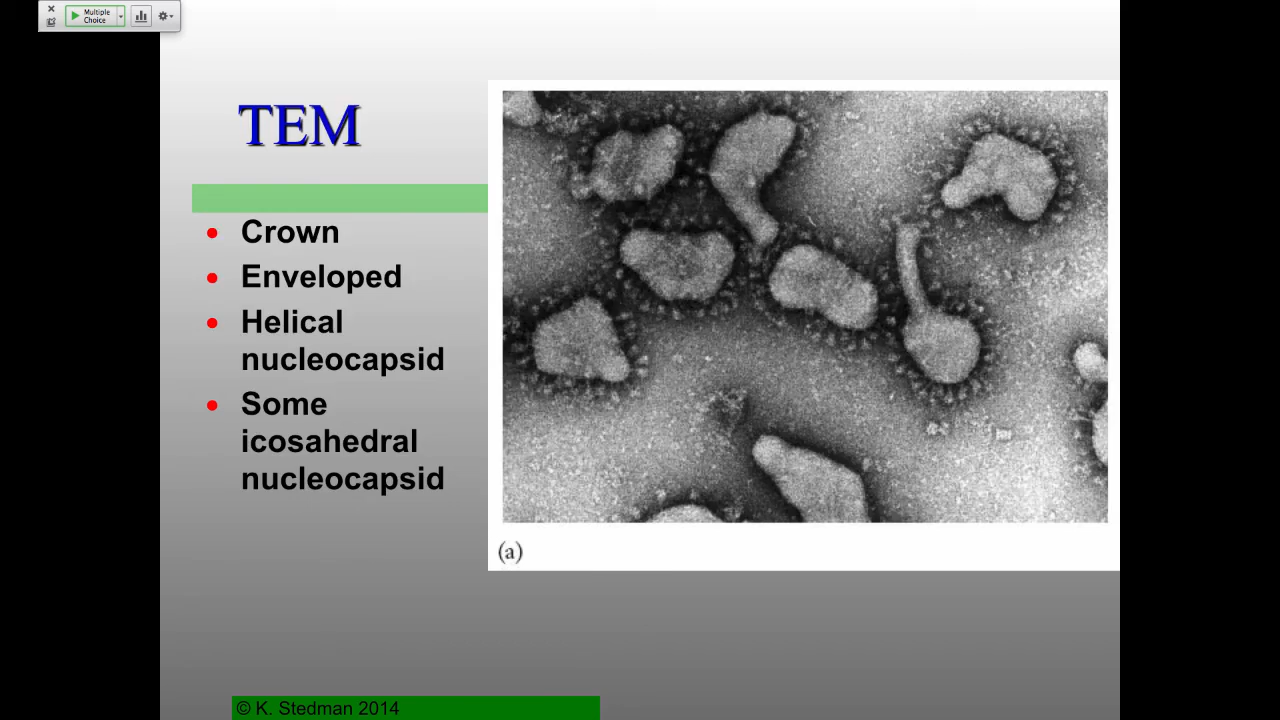 Multiple
Choice
TEM
Crown
Enveloped
Helical
nucleocapsid
Some
icosahedral
nucleocapsid
(a)
© K. Stedman 2014